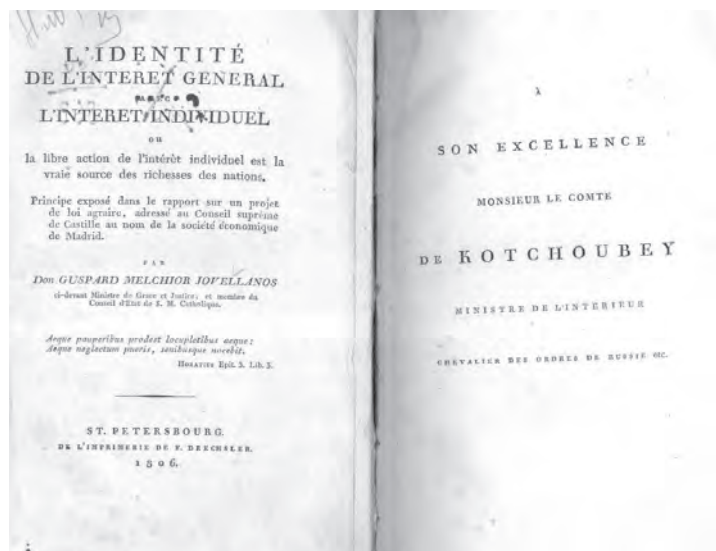 L'IDENTITÉ
DE L'INTERET GENERAL
L'INTERET INDIVIDUEL
OU
la libre action de l'intérêt individuel est la
vraie source des richesses des nations.
Principe exposé dans le rapport sur un projet
de loi agraire, adressé au Conseil suprême
de Castille au nom de la société économique
de Madrid.
PAR
Don GUSPARD MELCHIOR JOVELLANOS
ci-devant Ministre de Grace et Justice; et membre du
Conseil d'Etat de S. M. Catholique.
Aeque pauperibus prodest locupletibus aeque;
Aeque neglectum pueris, senibusque nocebit.
HORATIUS Epit. 3. Lib. 3.
ST. PETERSBOURG.
DE L'IMPRIMERIE DE F. DRECHSLER.
1806.
A
SON EXCELLENCE
MONSIEUR LE COMTE
DE KOTCHOUBEY
MINISTRE DE L'INTERIEUR
CHEVALIER DES ORDRES DE RUSSIE etc.